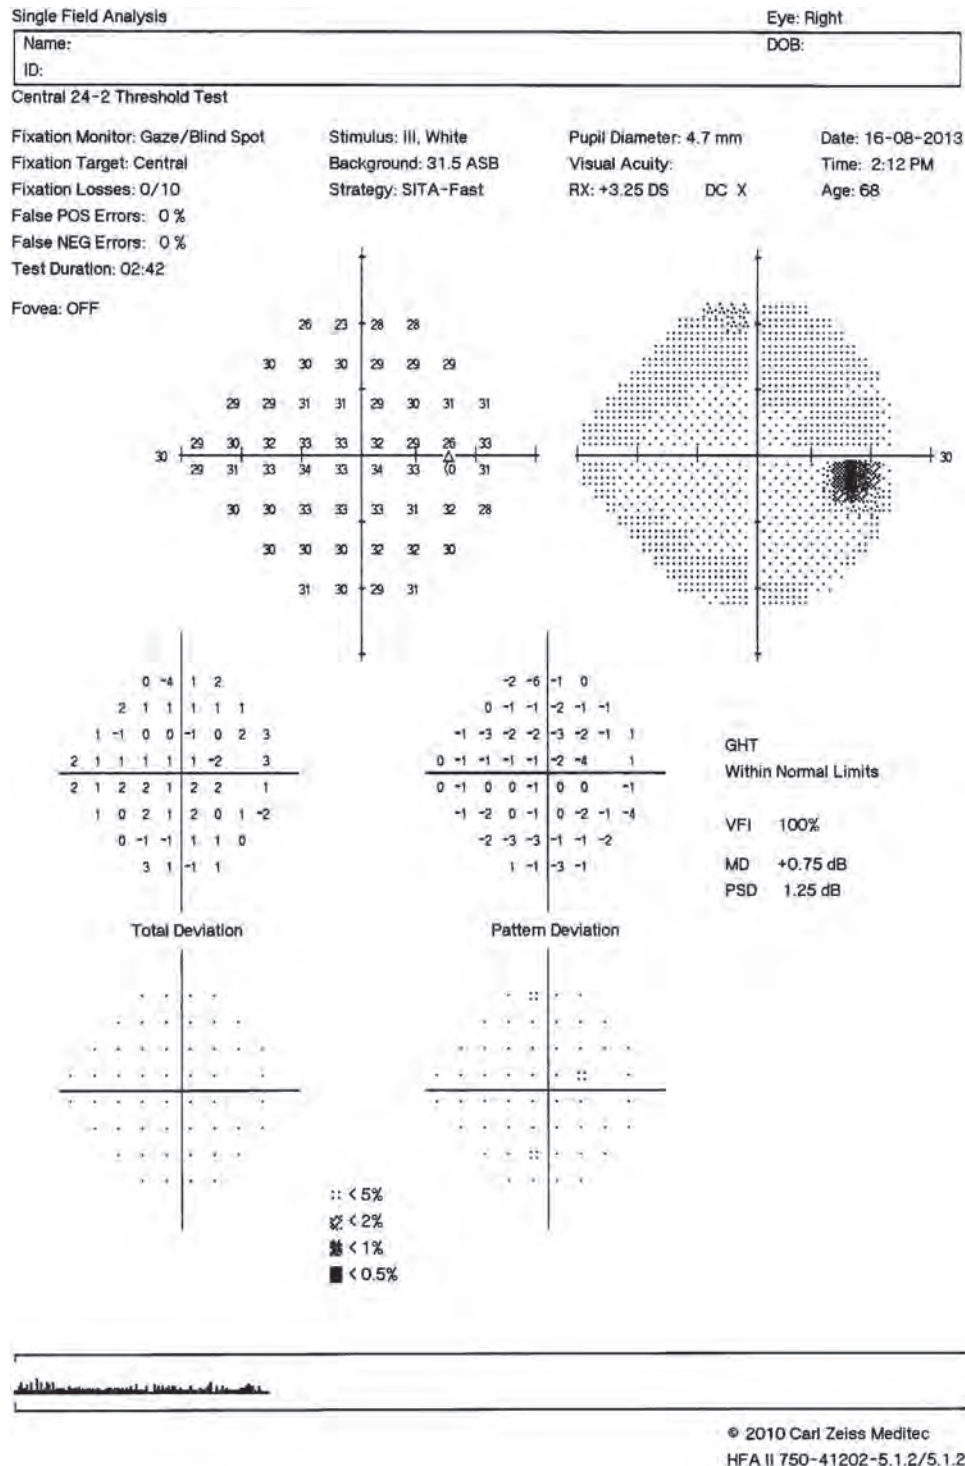 Single Field Analysis Eye: Right
Name: DOB:
ID:
Central 24-2 Threshold Test
Fixation Monitor: Gaze/Blind Spot Stimulus: III, White Pupil Diameter: 4.7 mm Date: 16-08-2013
Fixation Target: Central Background: 31.5 ASB Visual Acuity: Time: 2:12 PM
Fixation Losses: 0/10 Strategy: SITA-Fast RX: +3.25 DS DC X Age: 68
False POS Errors: 0 %
False NEG Errors: 0 %
Test Duration: 02:42
Fovea: OFF
26 23 28 28
30 30 30 29 29 29
29 29 31 31 29 30 31 31
29 30 32 33 33 32 29 26 33
30 30
29 31 33 34 33 34 33 (0 31
30 30 33 33 33 31 32 28
30 30 30 32 32 30
31 30 29 31
0 -4 1 2 -2 -6 -1 0
2 1 1 1 1 1 0 -1 -1 -2 -1 -1
1 -1 0 0 -1 0 2 3 -1 -3 -2 -2 -3 -2 -1 1
2 1 1 1 1 1 -2 3 0 -1 -1 -1 -1 -2 -4 1
2 1 2 2 1 2 2 1 0 -1 0 0 -1 0 0 -1
1 0 2 1 2 0 1 -2 -1 -2 0 -1 0 -2 -1 -4
0 -1 -1 1 1 0 -2 -3 -3 -1 -1 -2
3 1 -1 1 1 -1 -3 -1
GHT
Within Normal Limits
VFI 100%
MD +0.75 dB
PSD 1.25 dB
Total Deviation Pattern Deviation
< 5%
< 2%
< 1%
< 0.5%
© 2010 Carl Zeiss Meditec
HFA II 750-41202-5.1.2/5.1.2